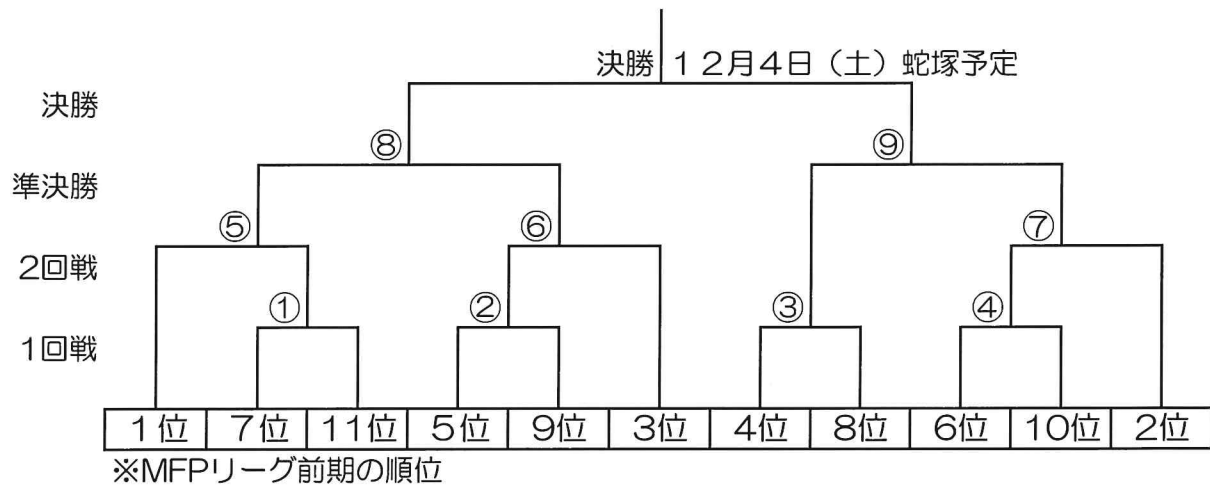 決勝 12月4日（土）蛇塚予定
決勝
⑧ ⑨
準決勝
⑤ ⑥ ⑦
2回戦
① ② ③ ④
1回戦
1位 7位 11位 5位 9位 3位 4位 8位 6位 10位 2位
※MFPリーグ前期の順位